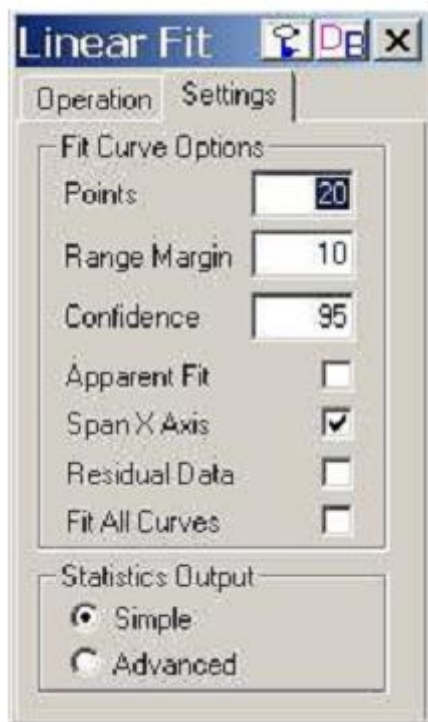 Linear Fit DE
Operation Settings
Fit Curve Options
Points 20
Range Margin 10
Confidence 95
Apparent Fit
Span X Axis
Residual Data
Fit All Curves
Statistics Output
Simple
Advanced